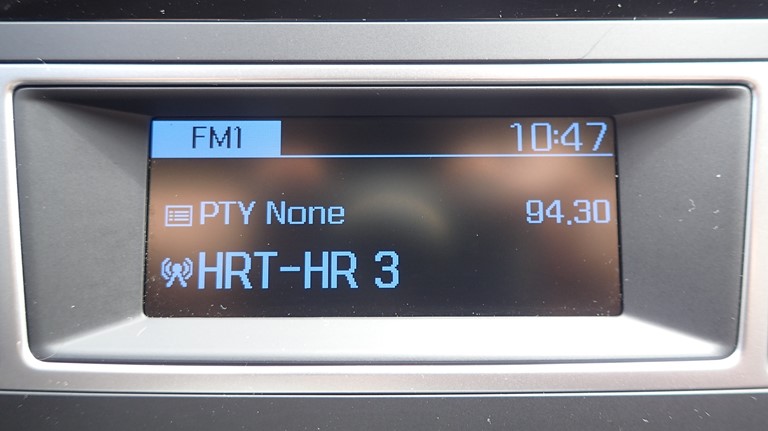 FM1 10:47
PTY None 94.30
HRT-HR 3